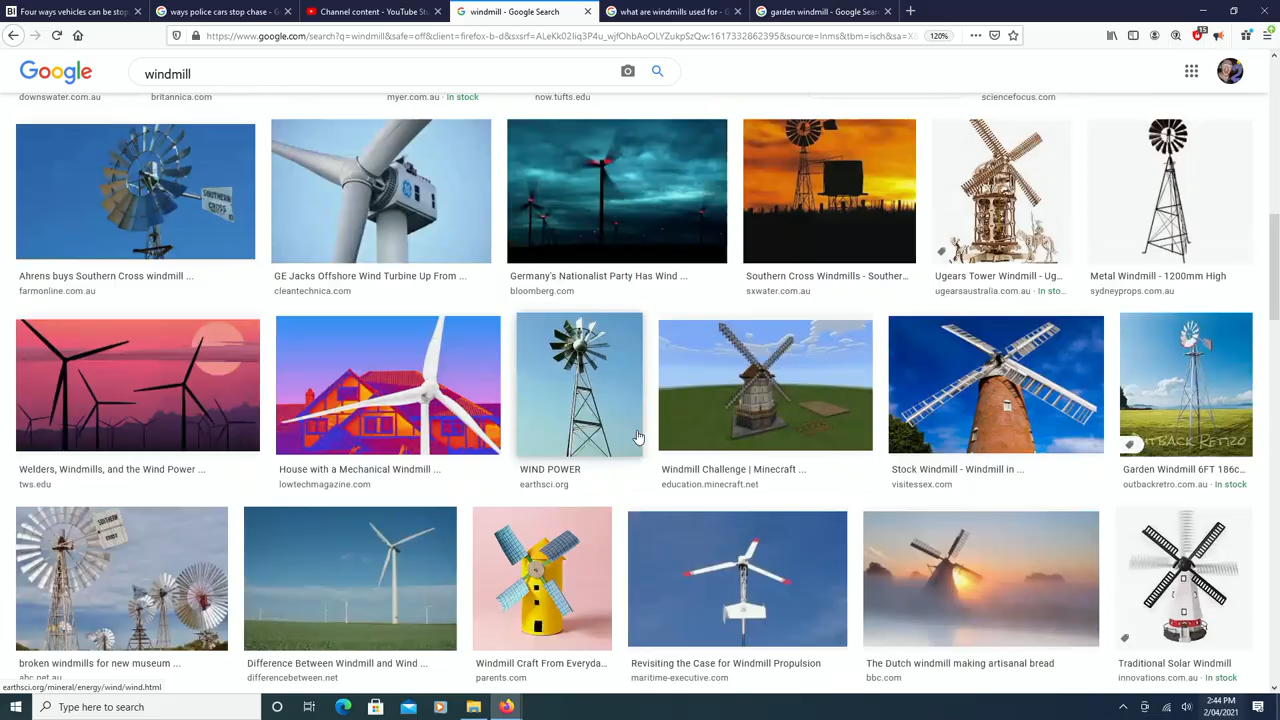 Four ways vehicles can be stop
ways police cars stop chase - G
Channel content - YouTube Stu
windmill - Google Search
what are windmills used for - G
garden windmill - Google Search
https://www.google.com/search?q=windmill&safe=off&client=firefox-b-d&sxsrf=ALeKk02liq3P4u_wjfOhbAoOLYZukpSzQw:1617332862395&source=lnms&tbm=isch&sa=X
120%
Google
windmill
downswater.com.au
britannica.com
myer.com.au · In stock
now.tufts.edu
sciencefocus.com
SOUTHERN
CROSS
Ahrens buys Southern Cross windmill ...
GE Jacks Offshore Wind Turbine Up From ...
Germany's Nationalist Party Has Wind ...
Southern Cross Windmills - Souther...
Ugears Tower Windmill - Ug...
Metal Windmill - 1200mm High
farmonline.com.au
cleantechnica.com
bloomberg.com
sxwater.com.au
ugearsaustralia.com.au · In sto...
sydneyprops.com.au
OUTBACK RETRO
Welders, Windmills, and the Wind Power ...
House with a Mechanical Windmill ...
WIND POWER
Windmill Challenge | Minecraft ...
Stock Windmill - Windmill in ...
Garden Windmill 6FT 186c...
tws.edu
lowtechmagazine.com
earthsci.org
education.minecraft.net
visitessex.com
outbackretro.com.au · In stock
SOUTHERN
broken windmills for new museum ...
Difference Between Windmill and Wind ...
Windmill Craft From Everyda...
Revisiting the Case for Windmill Propulsion
The Dutch windmill making artisanal bread
Traditional Solar Windmill
abc.net.au
differencebetween.net
parents.com
maritime-executive.com
bbc.com
innovations.com.au · In stock
earthsci.org/mineral/energy/wind/wind.html
Type here to search
2:44 PM
2/04/2021